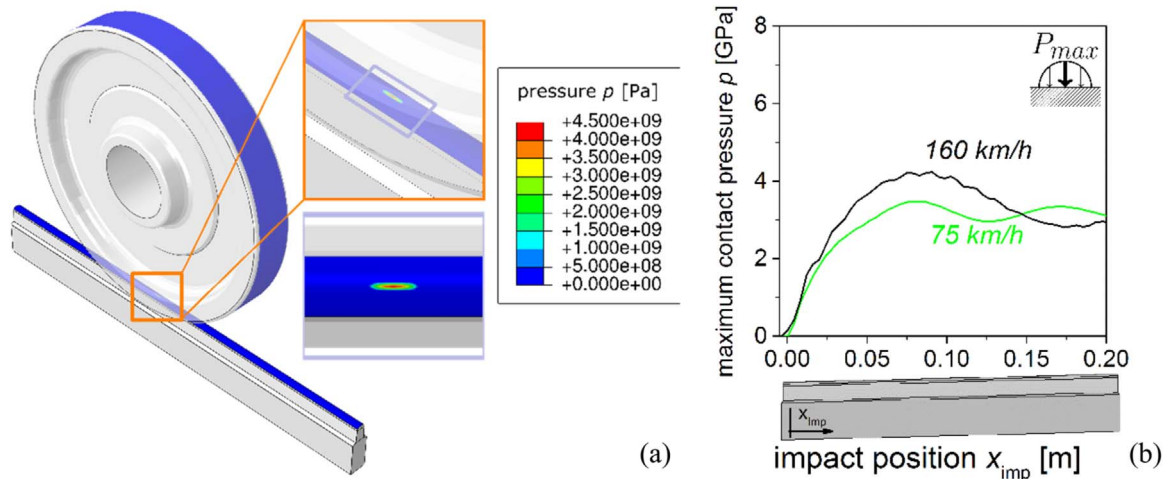 pressure p [Pa]
+4.500e+09
+4.000e+09
+3.500e+09
+3.000e+09
+2.500e+09
+2.000e+09
+1.500e+09
+1.000e+09
+5.000e+08
+0.000e+00
(a)
maximum contact pressure p [GPa]
8
6
4
2
0
P_max
160 km/h
75 km/h
0.00 0.05 0.10 0.15 0.20
x_Imp
impact position x_imp [m]
(b)